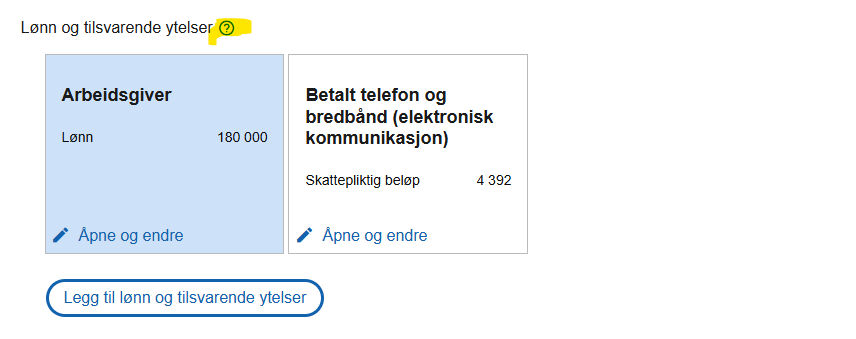 Lønn og tilsvarende ytelser ?
Arbeidsgiver
Lønn 180 000
Åpne og endre
Betalt telefon og
bredbånd (elektronisk
kommunikasjon)
Skattepliktig beløp 4 392
Åpne og endre
Legg til lønn og tilsvarende ytelser